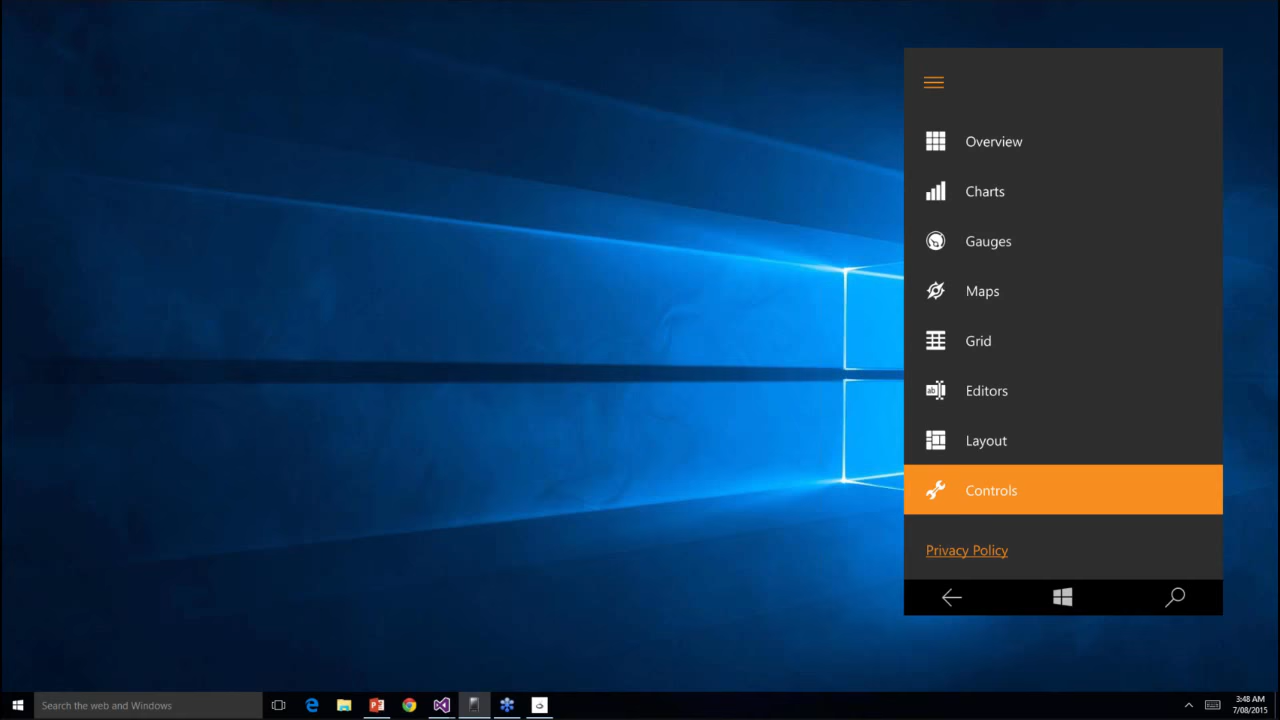 Overview
Charts
Gauges
Maps
Grid
Editors
Layout
Controls
Privacy Policy
Search the web and Windows
3:48 AM
7/08/2015